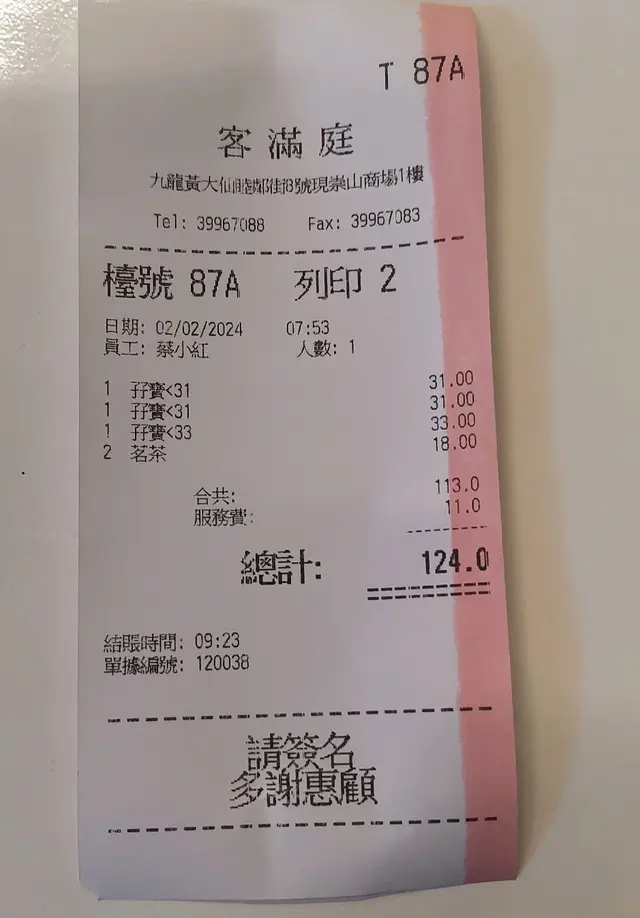 T 87A
客滿庭
九龍黃大仙睦鄰街8號現崇山商場1樓
Tel: 39967088 Fax: 39967083
檯號 87A 列印 2
日期: 02/02/2024 07:53
員工: 蔡小紅 人數: 1
1 孖寶<31 31.00
1 孖寶<31 31.00
1 孖寶<33 33.00
2 茗茶 18.00
合共: 113.0
服務費: 11.0
總計: 124.0
結賬時間: 09:23
單據編號: 120038
請簽名
多謝惠顧